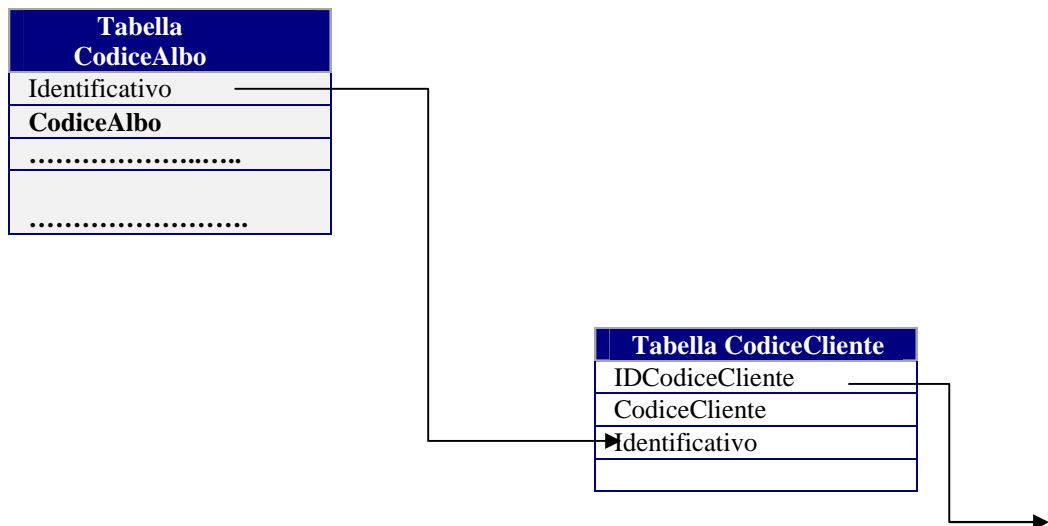 Tabella
CodiceAlbo
Identificativo
CodiceAlbo
………………..…..
…………………….
Tabella CodiceCliente
IDCodiceCliente
CodiceCliente
Identificativo